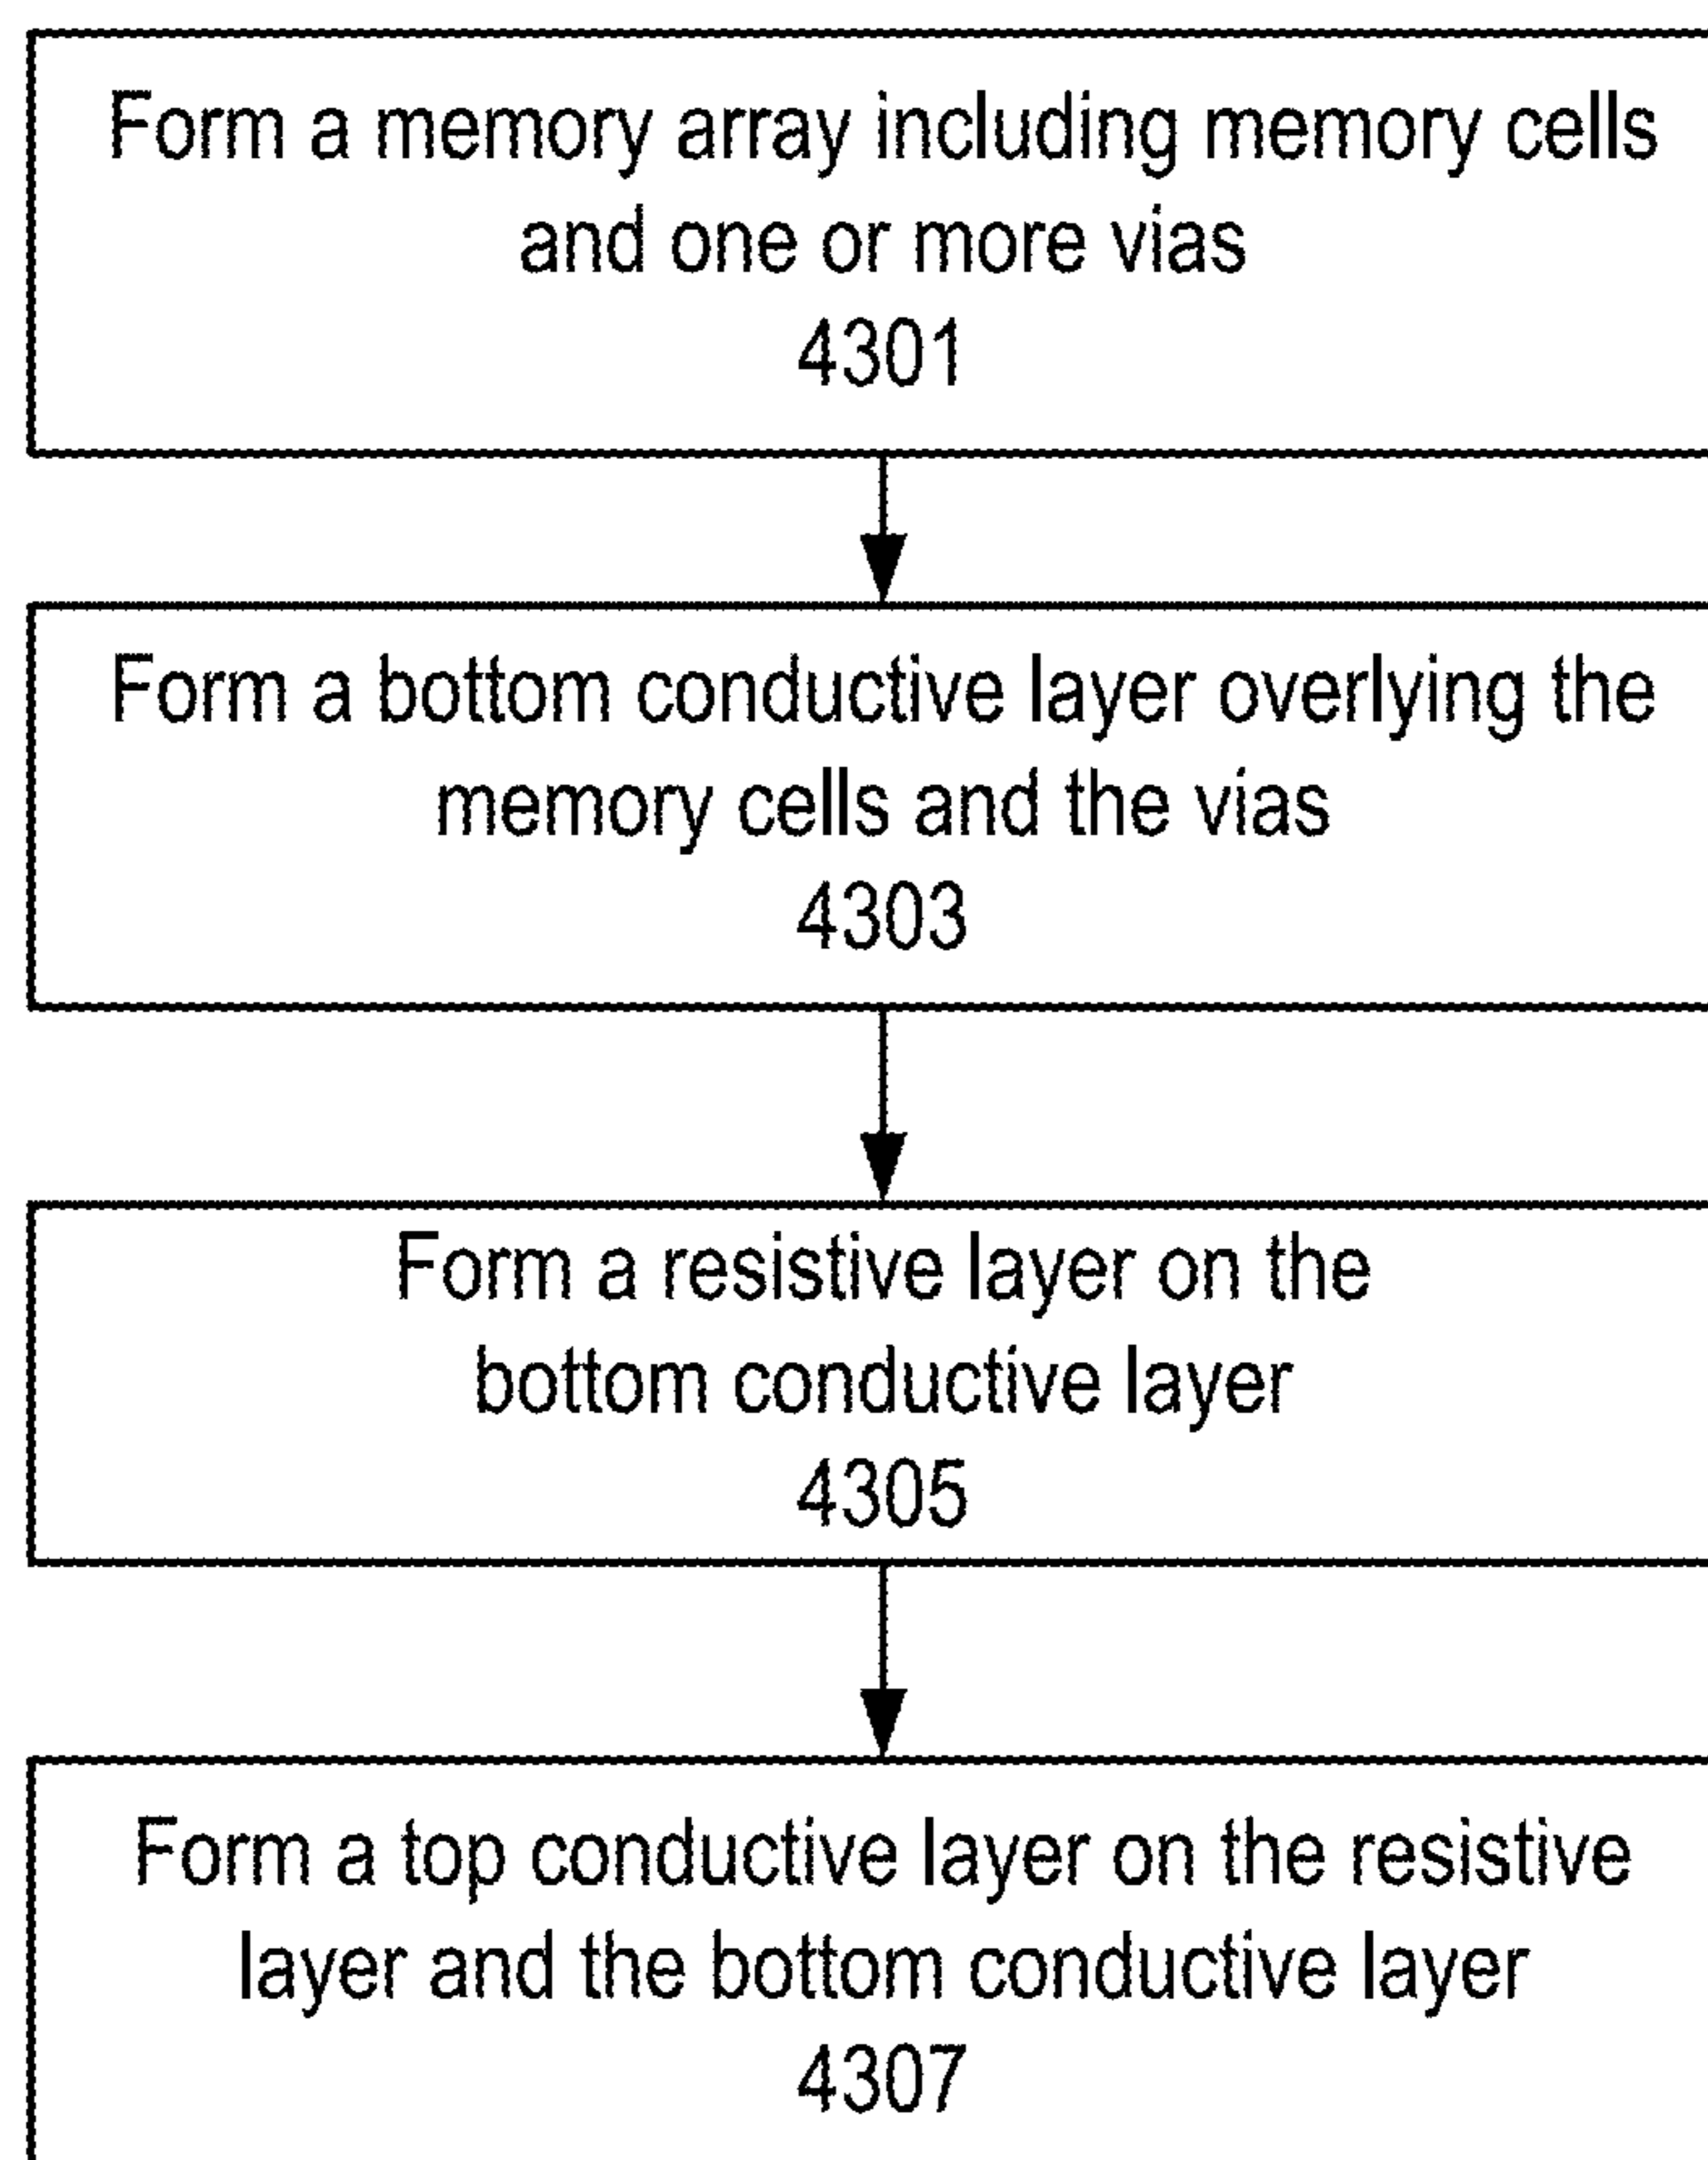 Form a memory array including memory cells
and one or more vias
4301
Form a bottom conductive layer overlying the
memory cells and the vias
4303
Form a resistive layer on the
bottom conductive layer
4305
Form a top conductive layer on the resistive
layer and the bottom conductive layer
4307